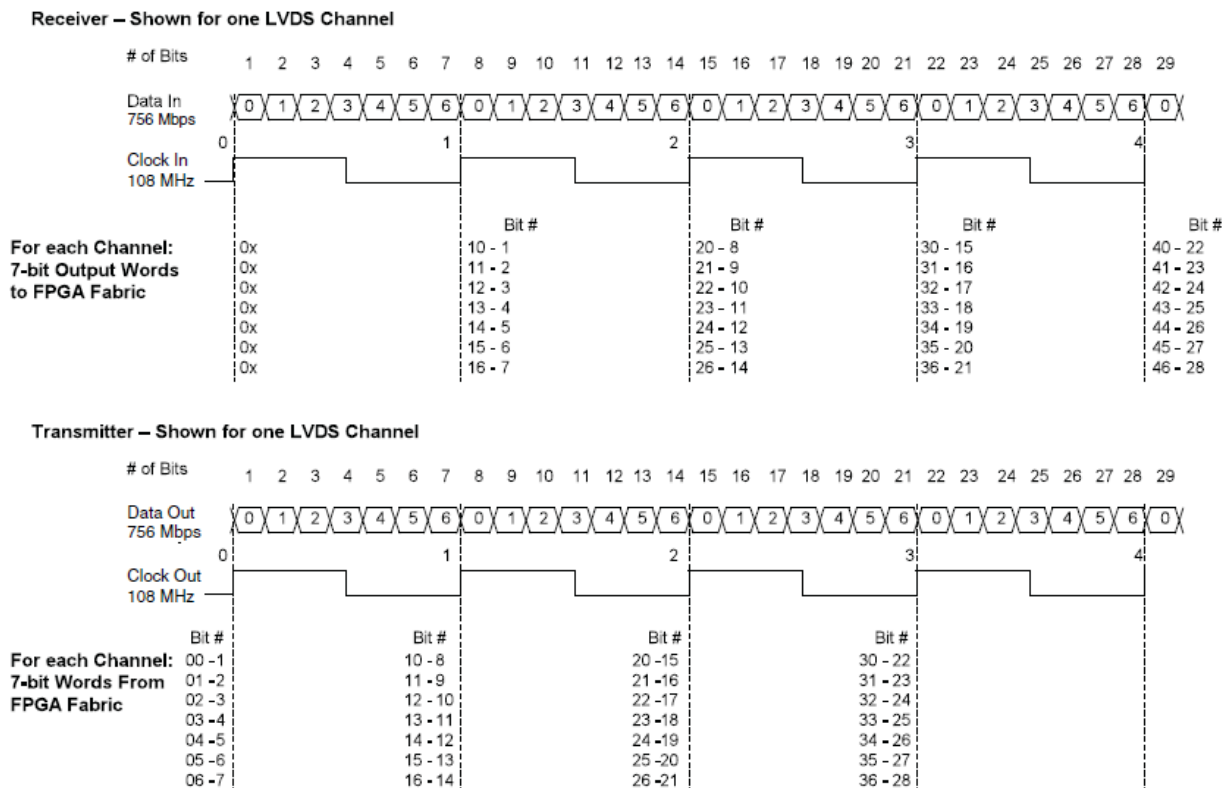 Receiver – Shown for one LVDS Channel
# of Bits 1 2 3 4 5 6 7 8 9 10 11 12 13 14 15 16 17 18 19 20 21 22 23 24 25 26 27 28 29
Data In 0 1 2 3 4 5 6 0 1 2 3 4 5 6 0 1 2 3 4 5 6 0 1 2 3 4 5 6 0
756 Mbps
0 1 2 3 4
Clock In
108 MHz
Bit # Bit # Bit # Bit #
For each Channel: 0x 10 - 1 20 - 8 30 - 15 40 - 22
7-bit Output Words 0x 11 - 2 21 - 9 31 - 16 41 - 23
to FPGA Fabric 0x 12 - 3 22 - 10 32 - 17 42 - 24
0x 13 - 4 23 - 11 33 - 18 43 - 25
0x 14 - 5 24 - 12 34 - 19 44 - 26
0x 15 - 6 25 - 13 35 - 20 45 - 27
0x 16 - 7 26 - 14 36 - 21 46 - 28
Transmitter – Shown for one LVDS Channel
# of Bits 1 2 3 4 5 6 7 8 9 10 11 12 13 14 15 16 17 18 19 20 21 22 23 24 25 26 27 28 29
Data Out 0 1 2 3 4 5 6 0 1 2 3 4 5 6 0 1 2 3 4 5 6 0 1 2 3 4 5 6 0
756 Mbps
0 1 2 3 4
Clock Out
108 MHz
Bit # Bit # Bit # Bit #
For each Channel: 00 -1 10 - 8 20 -15 30 - 22
7-bit Words From 01 -2 11 - 9 21 -16 31 - 23
FPGA Fabric 02 -3 12 - 10 22 -17 32 - 24
03 -4 13 - 11 23 -18 33 - 25
04 -5 14 - 12 24 -19 34 - 26
05 -6 15 - 13 25 -20 35 - 27
06 -7 16 - 14 26 -21 36 - 28